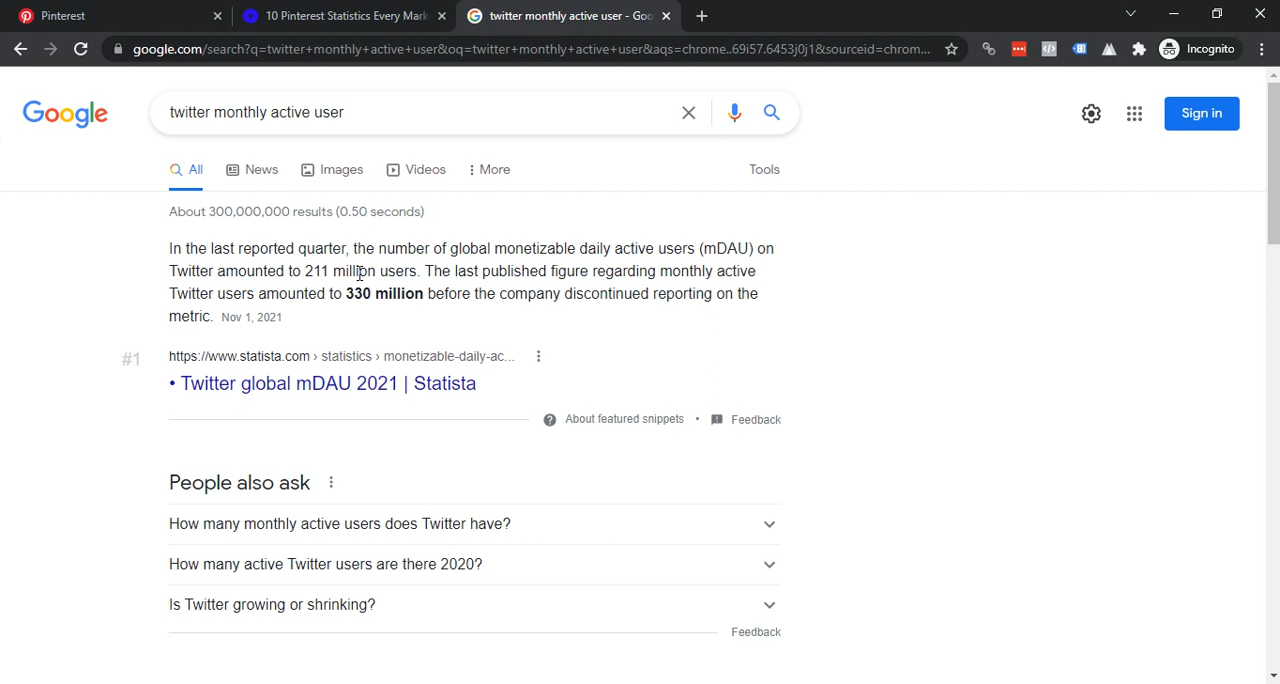 Pinterest
10 Pinterest Statistics Every Mark
twitter monthly active user - Goo
google.com/search?q=twitter+monthly+active+user&oq=twitter+monthly+active+user&aqs=chrome..69i57.6453j0j1&sourceid=chrom...
Incognito
Google
twitter monthly active user
Sign in
All
News
Images
Videos
More
Tools
About 300,000,000 results (0.50 seconds)
In the last reported quarter, the number of global monetizable daily active users (mDAU) on
Twitter amounted to 211 million users. The last published figure regarding monthly active
Twitter users amounted to 330 million before the company discontinued reporting on the
metric. Nov 1, 2021
#1
https://www.statista.com › statistics › monetizable-daily-ac...
• Twitter global mDAU 2021 | Statista
About featured snippets • Feedback
People also ask
How many monthly active users does Twitter have?
How many active Twitter users are there 2020?
Is Twitter growing or shrinking?
Feedback